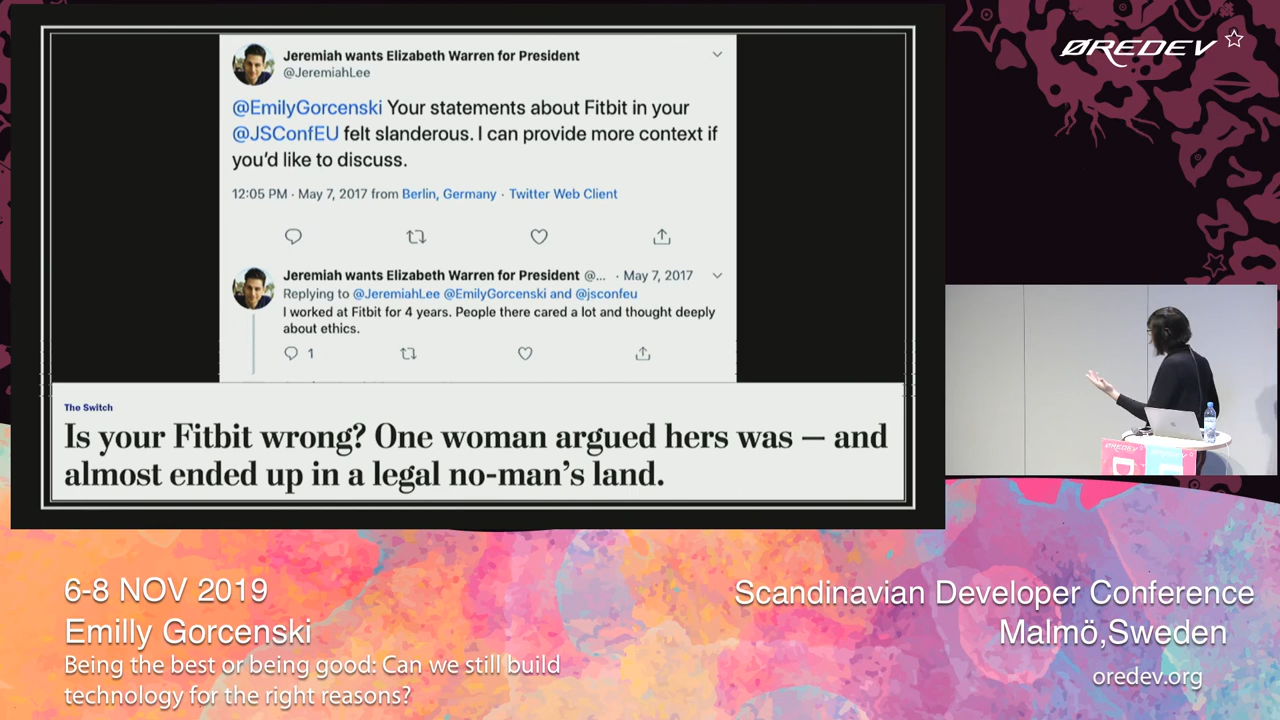 Jeremiah wants Elizabeth Warren for President
@JeremiahLee
@EmilyGorcenski Your statements about Fitbit in your
@JSConfEU felt slanderous. I can provide more context if
you'd like to discuss.
12:05 PM · May 7, 2017 from Berlin, Germany · Twitter Web Client
Jeremiah wants Elizabeth Warren for President @... · May 7, 2017
Replying to @JeremiahLee @EmilyGorcenski and @jsconfeu
I worked at Fitbit for 4 years. People there cared a lot and thought deeply
about ethics.
1
The Switch
Is your Fitbit wrong? One woman argued hers was — and
almost ended up in a legal no-man's land.
ØREDEV
ØREDEV
6-8 NOV 2019
Emilly Gorcenski
Being the best or being good: Can we still build
technology for the right reasons?
Scandinavian Developer Conference
Malmö,Sweden
oredev.org